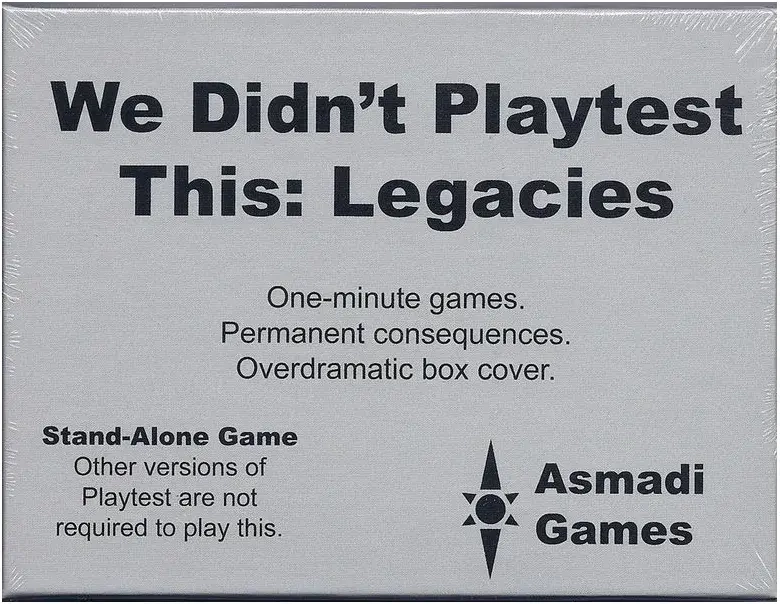 We Didn't Playtest
This: Legacies
One-minute games.
Permanent consequences.
Overdramatic box cover.
Stand-Alone Game
Other versions of
Playtest are not
required to play this.
Asmadi
Games